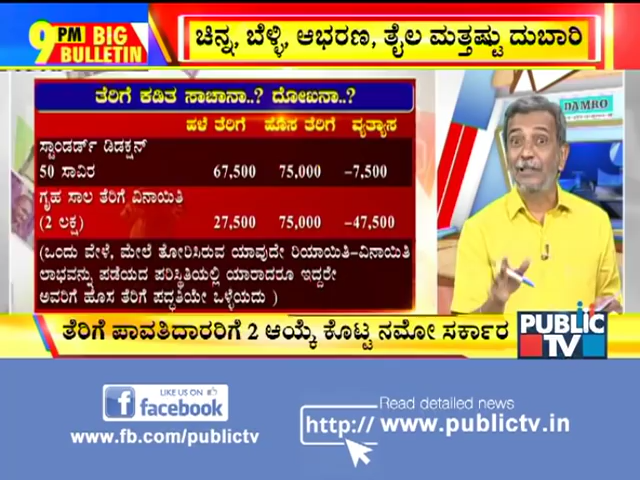 9 PM BIG
BULLETIN
ಚಿನ್ನ, ಬೆಳ್ಳಿ, ಆಭರಣ, ತೈಲ ಮತ್ತಷ್ಟು ದುಬಾರಿ
ತೆರಿಗೆ ಕಡಿತ ಸಾಚಾನಾ..? ದೋಖನಾ..?
ಹಳೆ ತೆರಿಗೆ ಹೊಸ ತೆರಿಗೆ ವ್ಯತ್ಯಾಸ
ಸ್ಟಾಂಡರ್ಡ್ ಡಿಡಕ್ಷನ್
50 ಸಾವಿರ 67,500 75,000 -7,500
ಗೃಹ ಸಾಲ ತೆರಿಗೆ ವಿನಾಯಿತಿ
(2 ಲಕ್ಷ) 27,500 75,000 -47,500
(ಒಂದು ವೇಳೆ, ಮೇಲೆ ತೋರಿಸಿರುವ ಯಾವುದೇ ರಿಯಾಯಿತಿ-ವಿನಾಯಿತಿ
ಲಾಭವನ್ನು ಪಡೆಯದ ಪರಿಸ್ಥಿತಿಯಲ್ಲಿ ಯಾರಾದರೂ ಇದ್ದರೇ
ಅವರಿಗೆ ಹೊಸ ತೆರಿಗೆ ಪದ್ಧತಿಯೇ ಒಳ್ಳೆಯದು )
DAMRO
ತೆರಿಗೆ ಪಾವತಿದಾರರಿಗೆ 2 ಆಯ್ಕೆ ಕೊಟ್ಟ ನಮೋ ಸರ್ಕಾರ
PUBLIC
TV
LIKE US ON
facebook
www.fb.com/publictv
Read detailed news
http:// www.publictv.in